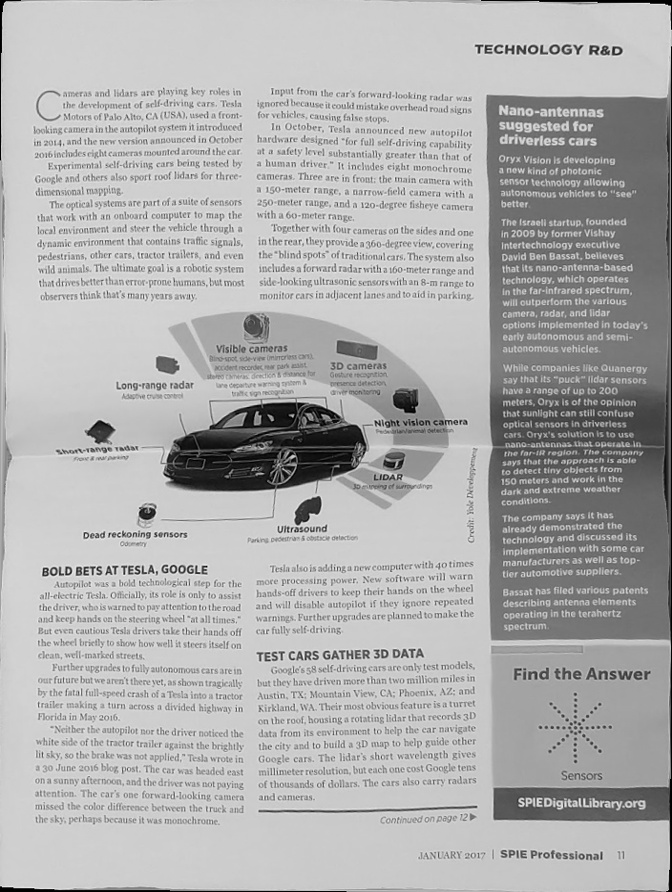 TECHNOLOGY R&D
Cameras and lidars are playing key roles in
the development of self-driving cars. Tesla
Motors of Palo Alto, CA (USA), used a front-
looking camera in the autopilot system it introduced
in 2014, and the new version announced in October
2016 includes eight cameras mounted around the car.
Experimental self-driving cars being tested by
Google and others also sport roof lidars for three-
dimensional mapping.
The optical systems are part of a suite of sensors
that work with an onboard computer to map the
local environment and steer the vehicle through a
dynamic environment that contains traffic signals,
pedestrians, other cars, tractor trailers, and even
wild animals. The ultimate goal is a robotic system
that drives better than error-prone humans, but most
observers think that's many years away.
Input from the car's forward-looking radar was
ignored because it could mistake overhead road signs
for vehicles, causing false stops.
In October, Tesla announced new autopilot
hardware designed "for full self-driving capability
at a safety level substantially greater than that of
a human driver." It includes eight monochrome
cameras. Three are in front: the main camera with
a 150-meter range, a narrow-field camera with a
250-meter range, and a 120-degree fisheye camera
with a 60-meter range.
Together with four cameras on the sides and one
in the rear, they provide a 360-degree view, covering
the "blind spots" of traditional cars. The system also
includes a forward radar with a 160-meter range and
side-looking ultrasonic sensors with an 8-m range to
monitor cars in adjacent lanes and to aid in parking.
Visible cameras
Blind-spot, side-view (mirrorless cars),
accident recorder, rear park assist,
stereo cameras: direction & distance for
lane departure warning system &
traffic sign recognition
3D cameras
Gesture recognition,
presence detection,
driver monitoring
Long-range radar
Adaptive cruise control
Night vision camera
Pedestrian/animal detection
Short-range radar
Front & rear parking
LIDAR
3D mapping of surroundings
Dead reckoning sensors
Odometry
Ultrasound
Parking, pedestrian & obstacle detection
Credit: Yole Développement
BOLD BETS AT TESLA, GOOGLE
Autopilot was a bold technological step for the
all-electric Tesla. Officially, its role is only to assist
the driver, who is warned to pay attention to the road
and keep hands on the steering wheel "at all times."
But even cautious Tesla drivers take their hands off
the wheel briefly to show how well it steers itself on
clean, well-marked streets.
Further upgrades to fully autonomous cars are in
our future but we aren't there yet, as shown tragically
by the fatal full-speed crash of a Tesla into a tractor
trailer making a turn across a divided highway in
Florida in May 2016.
"Neither the autopilot nor the driver noticed the
white side of the tractor trailer against the brightly
lit sky, so the brake was not applied," Tesla wrote in
a 30 June 2016 blog post. The car was headed east
on a sunny afternoon, and the driver was not paying
attention. The car's one forward-looking camera
missed the color difference between the truck and
the sky, perhaps because it was monochrome.
Tesla also is adding a new computer with 40 times
more processing power. New software will warn
hands-off drivers to keep their hands on the wheel
and will disable autopilot if they ignore repeated
warnings. Further upgrades are planned to make the
car fully self-driving.
TEST CARS GATHER 3D DATA
Google's 58 self-driving cars are only test models,
but they have driven more than two million miles in
Austin, TX; Mountain View, CA; Phoenix, AZ; and
Kirkland, WA. Their most obvious feature is a turret
on the roof, housing a rotating lidar that records 3D
data from its environment to help the car navigate
the city and to build a 3D map to help guide other
Google cars. The lidar's short wavelength gives
millimeter resolution, but each one cost Google tens
of thousands of dollars. The cars also carry radars
and cameras.
Continued on page 12 ▶
Nano-antennas
suggested for
driverless cars
Oryx Vision is developing
a new kind of photonic
sensor technology allowing
autonomous vehicles to "see"
better.
The Israeli startup, founded
in 2009 by former Vishay
Intertechnology executive
David Ben Bassat, believes
that its nano-antenna-based
technology, which operates
in the far-infrared spectrum,
will outperform the various
camera, radar, and lidar
options implemented in today's
early autonomous and semi-
autonomous vehicles.
While companies like Quanergy
say that its "puck" lidar sensors
have a range of up to 200
meters, Oryx is of the opinion
that sunlight can still confuse
optical sensors in driverless
cars. Oryx's solution is to use
nano-antennas that operate in
the far-IR region. The company
says that the approach is able
to detect tiny objects from
150 meters and work in the
dark and extreme weather
conditions.
The company says it has
already demonstrated the
technology and discussed its
implementation with some car
manufacturers as well as top-
tier automotive suppliers.
Bassat has filed various patents
describing antenna elements
operating in the terahertz
spectrum.
Find the Answer
Sensors
SPIEDigitalLibrary.org
JANUARY 2017 | SPIE Professional 11